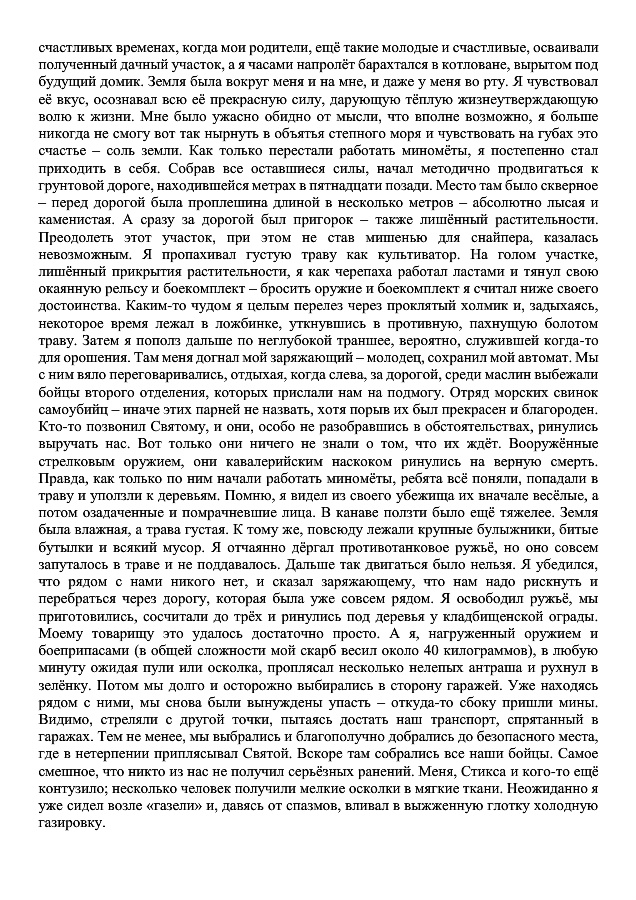 счастливых временах, когда мои родители, ещё такие молодые и счастливые, осваивали
полученный дачный участок, а я часами напролёт барахтался в котловане, вырытом под
будущий домик. Земля была вокруг меня и на мне, и даже у меня во рту. Я чувствовал
её вкус, осознавал всю её прекрасную силу, дарующую тёплую жизнеутверждающую
волю к жизни. Мне было ужасно обидно от мысли, что вполне возможно, я больше
никогда не смогу вот так нырнуть в объятья степного моря и чувствовать на губах это
счастье – соль земли. Как только перестали работать миномёты, я постепенно стал
приходить в себя. Собрав все оставшиеся силы, начал методично продвигаться к
грунтовой дороге, находившейся метрах в пятнадцати позади. Место там было скверное
– перед дорогой была проплешина длиной в несколько метров – абсолютно лысая и
каменистая. А сразу за дорогой был пригорок – также лишённый растительности.
Преодолеть этот участок, при этом не став мишенью для снайпера, казалась
невозможным. Я пропахивал густую траву как культиватор. На голом участке,
лишённый прикрытия растительности, я как черепаха работал ластами и тянул свою
окаянную рельсу и боекомплект – бросить оружие и боекомплект я считал ниже своего
достоинства. Каким-то чудом я целым перелез через проклятый холмик и, задыхаясь,
некоторое время лежал в ложбинке, уткнувшись в противную, пахнущую болотом
траву. Затем я пополз дальше по неглубокой траншее, вероятно, служившей когда-то
для орошения. Там меня догнал мой заряжающий – молодец, сохранил мой автомат. Мы
с ним вяло переговаривались, отдыхая, когда слева, за дорогой, среди маслин выбежали
бойцы второго отделения, которых прислали нам на подмогу. Отряд морских свинок
самоубийц – иначе этих парней не назвать, хотя порыв их был прекрасен и благороден.
Кто-то позвонил Святому, и они, особо не разобравшись в обстоятельствах, ринулись
выручать нас. Вот только они ничего не знали о том, что их ждёт. Вооружённые
стрелковым оружием, они кавалерийским наскоком ринулись на верную смерть.
Правда, как только по ним начали работать миномёты, ребята всё поняли, попадали в
траву и уползли к деревьям. Помню, я видел из своего убежища их вначале весёлые, а
потом озадаченные и помрачневшие лица. В канаве ползти было ещё тяжелее. Земля
была влажная, а трава густая. К тому же, повсюду лежали крупные булыжники, битые
бутылки и всякий мусор. Я отчаянно дёргал противотанковое ружьё, но оно совсем
запуталось в траве и не поддавалось. Дальше так двигаться было нельзя. Я убедился,
что рядом с нами никого нет, и сказал заряжающему, что нам надо рискнуть и
перебраться через дорогу, которая была уже совсем рядом. Я освободил ружьё, мы
приготовились, сосчитали до трёх и ринулись под деревья у кладбищенской ограды.
Моему товарищу это удалось достаточно просто. А я, нагруженный оружием и
боеприпасами (в общей сложности мой скарб весил около 40 килограммов), в любую
минуту ожидая пули или осколка, проплясал несколько нелепых антраша и рухнул в
зелёнку. Потом мы долго и осторожно выбирались в сторону гаражей. Уже находясь
рядом с ними, мы снова были вынуждены упасть – откуда-то сбоку пришли мины.
Видимо, стреляли с другой точки, пытаясь достать наш транспорт, спрятанный в
гаражах. Тем не менее, мы выбрались и благополучно добрались до безопасного места,
где в нетерпении приплясывал Святой. Вскоре там собрались все наши бойцы. Самое
смешное, что никто из нас не получил серьёзных ранений. Меня, Стикса и кого-то ещё
контузило; несколько человек получили мелкие осколки в мягкие ткани. Неожиданно я
уже сидел возле «газели» и, давясь от спазмов, вливал в выжженную глотку холодную
газировку.